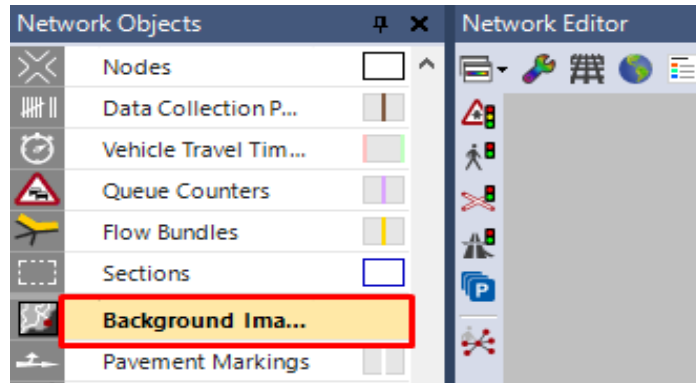 Network Objects
Nodes
Data Collection P...
Vehicle Travel Tim...
Queue Counters
Flow Bundles
Sections
Background Ima...
Pavement Markings
Network Editor
P